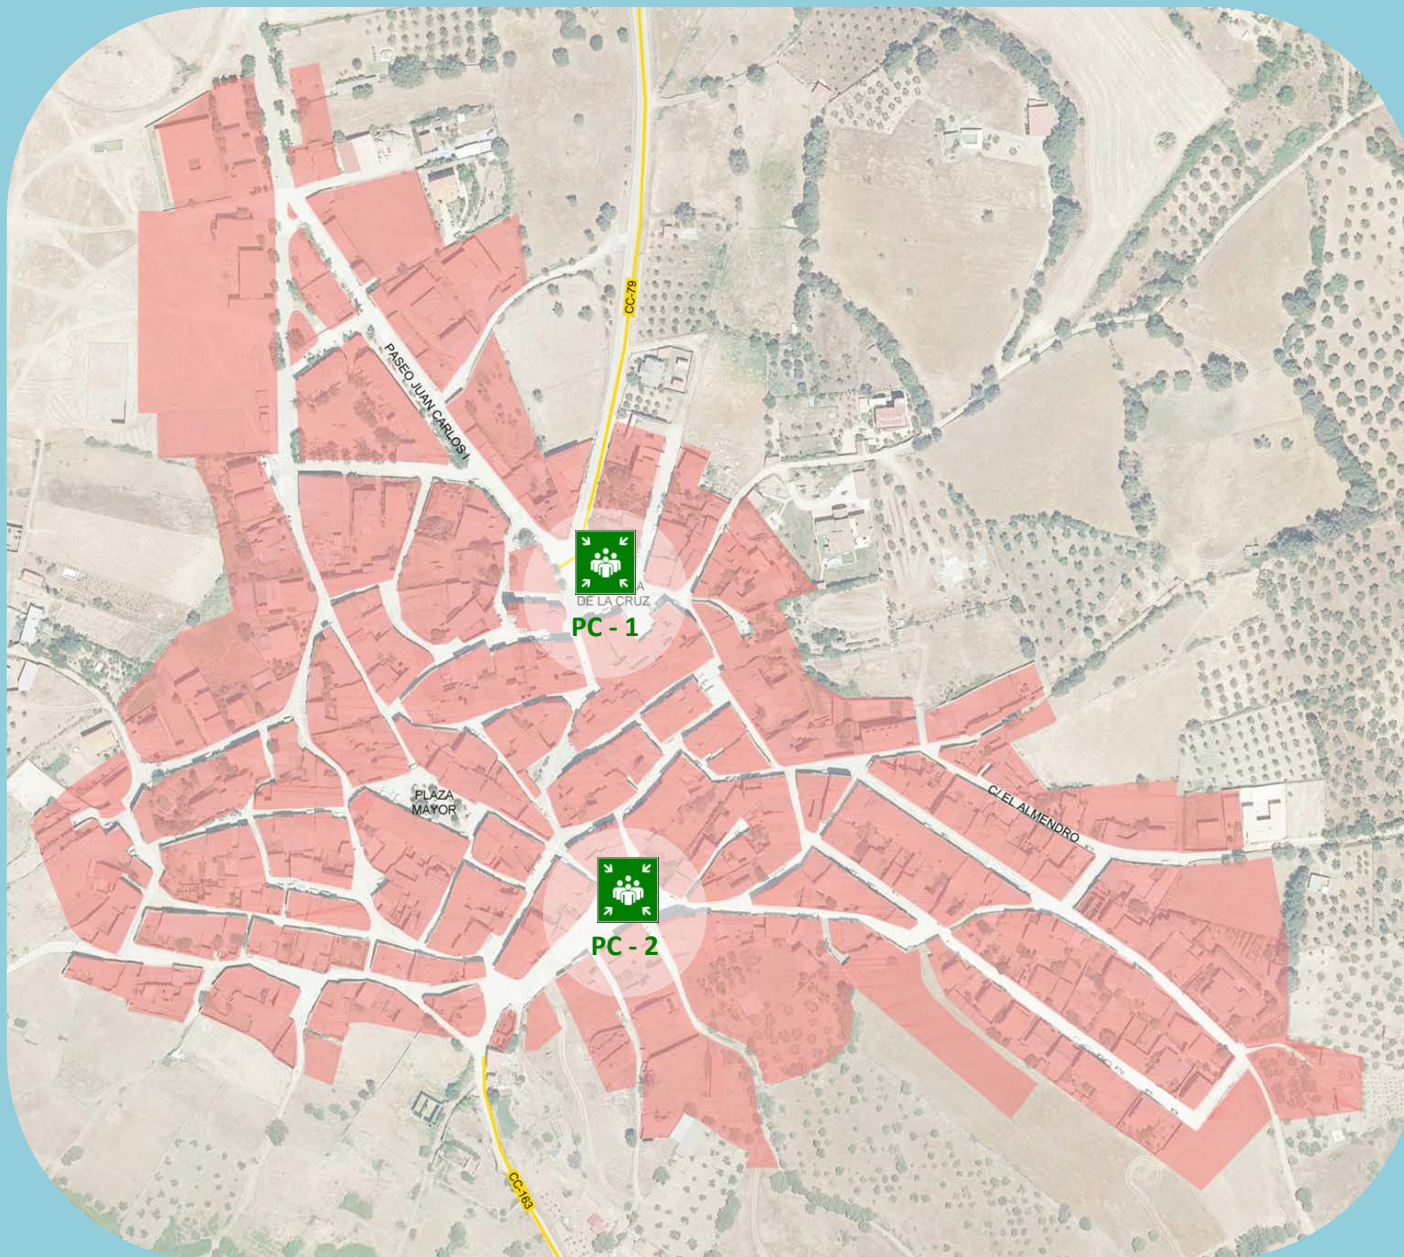 CC-79
PASEO JUAN CARLOS I
DE LA CRUZ
PC - 1
PLAZA
MAYOR
C/ EL ALMENDRO
PC - 2
CC-163